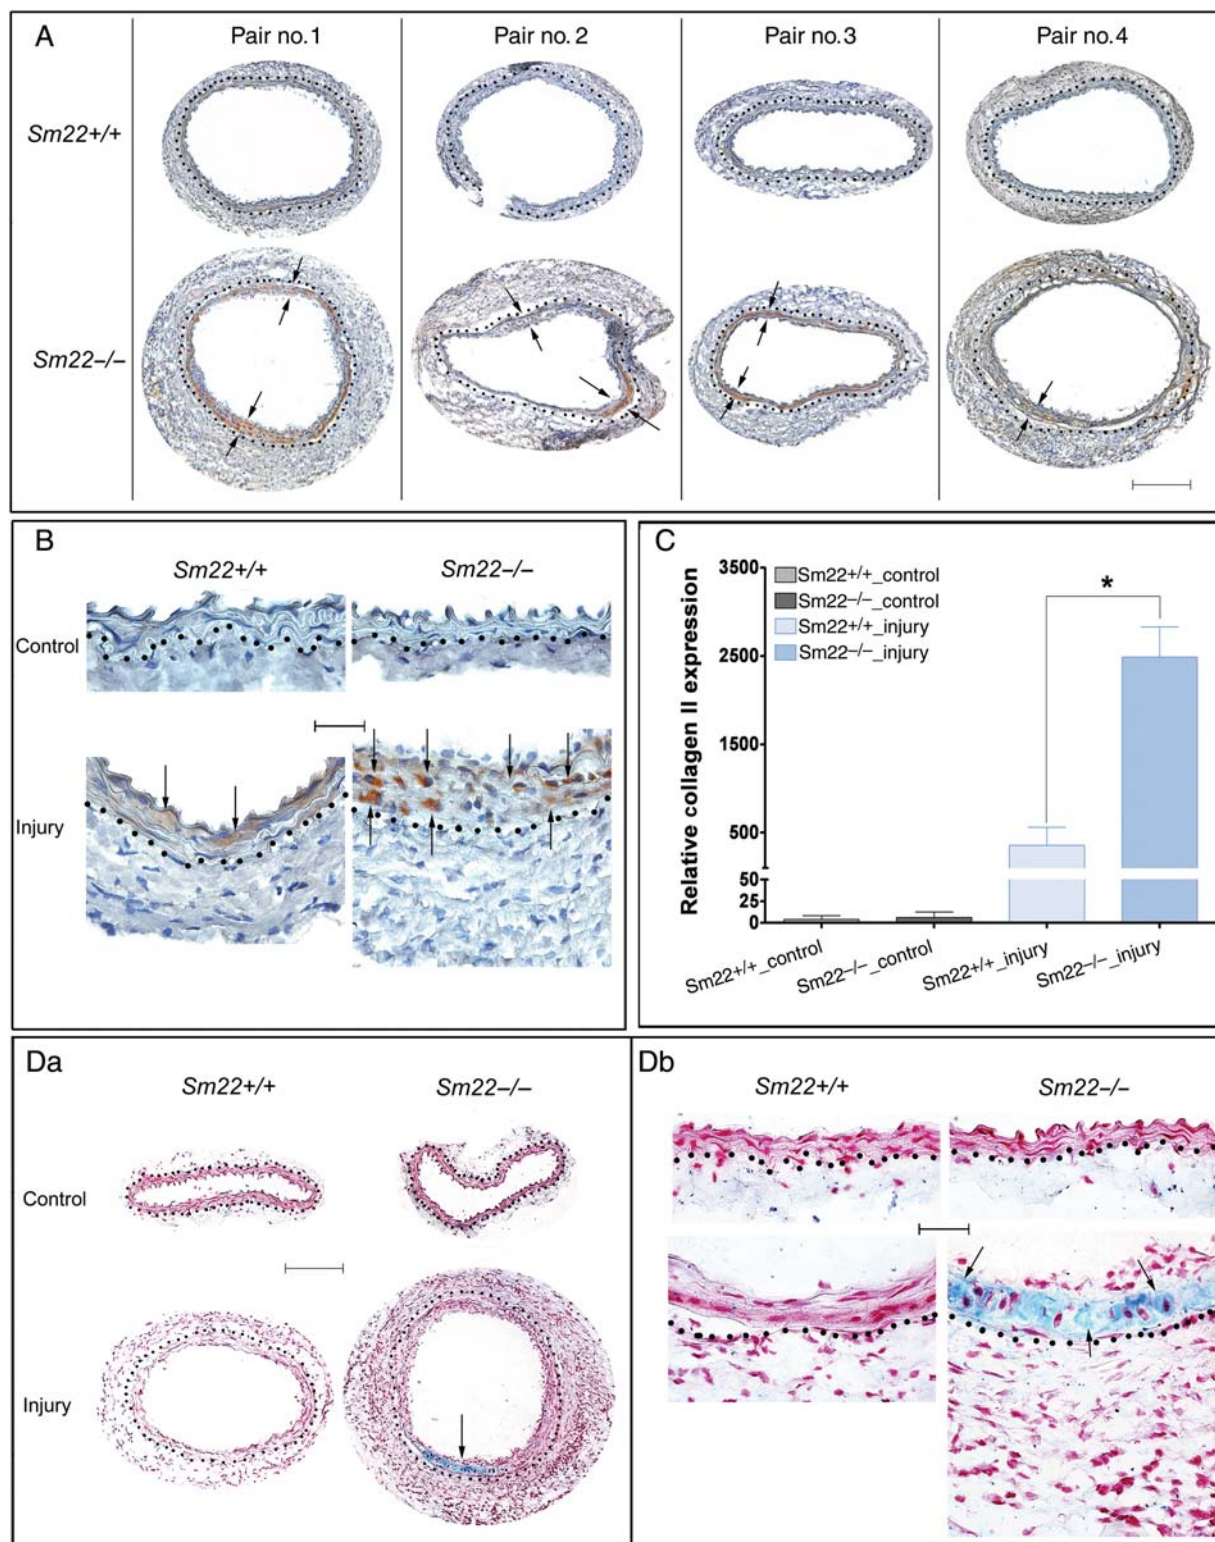 A
Pair no. 1
Pair no. 2
Pair no. 3
Pair no. 4
Sm22+/+
Sm22–/–
B
Sm22+/+
Sm22–/–
Control
Injury
C
Relative collagen II expression
3500
2500
1500
500
50
25
0
Sm22+/+_control
Sm22–/–_control
Sm22+/+_injury
Sm22–/–_injury
*
Sm22+/+_control
Sm22–/–_control
Sm22+/+_injury
Sm22–/–_injury
Da
Sm22+/+
Sm22–/–
Control
Injury
Db
Sm22+/+
Sm22–/–